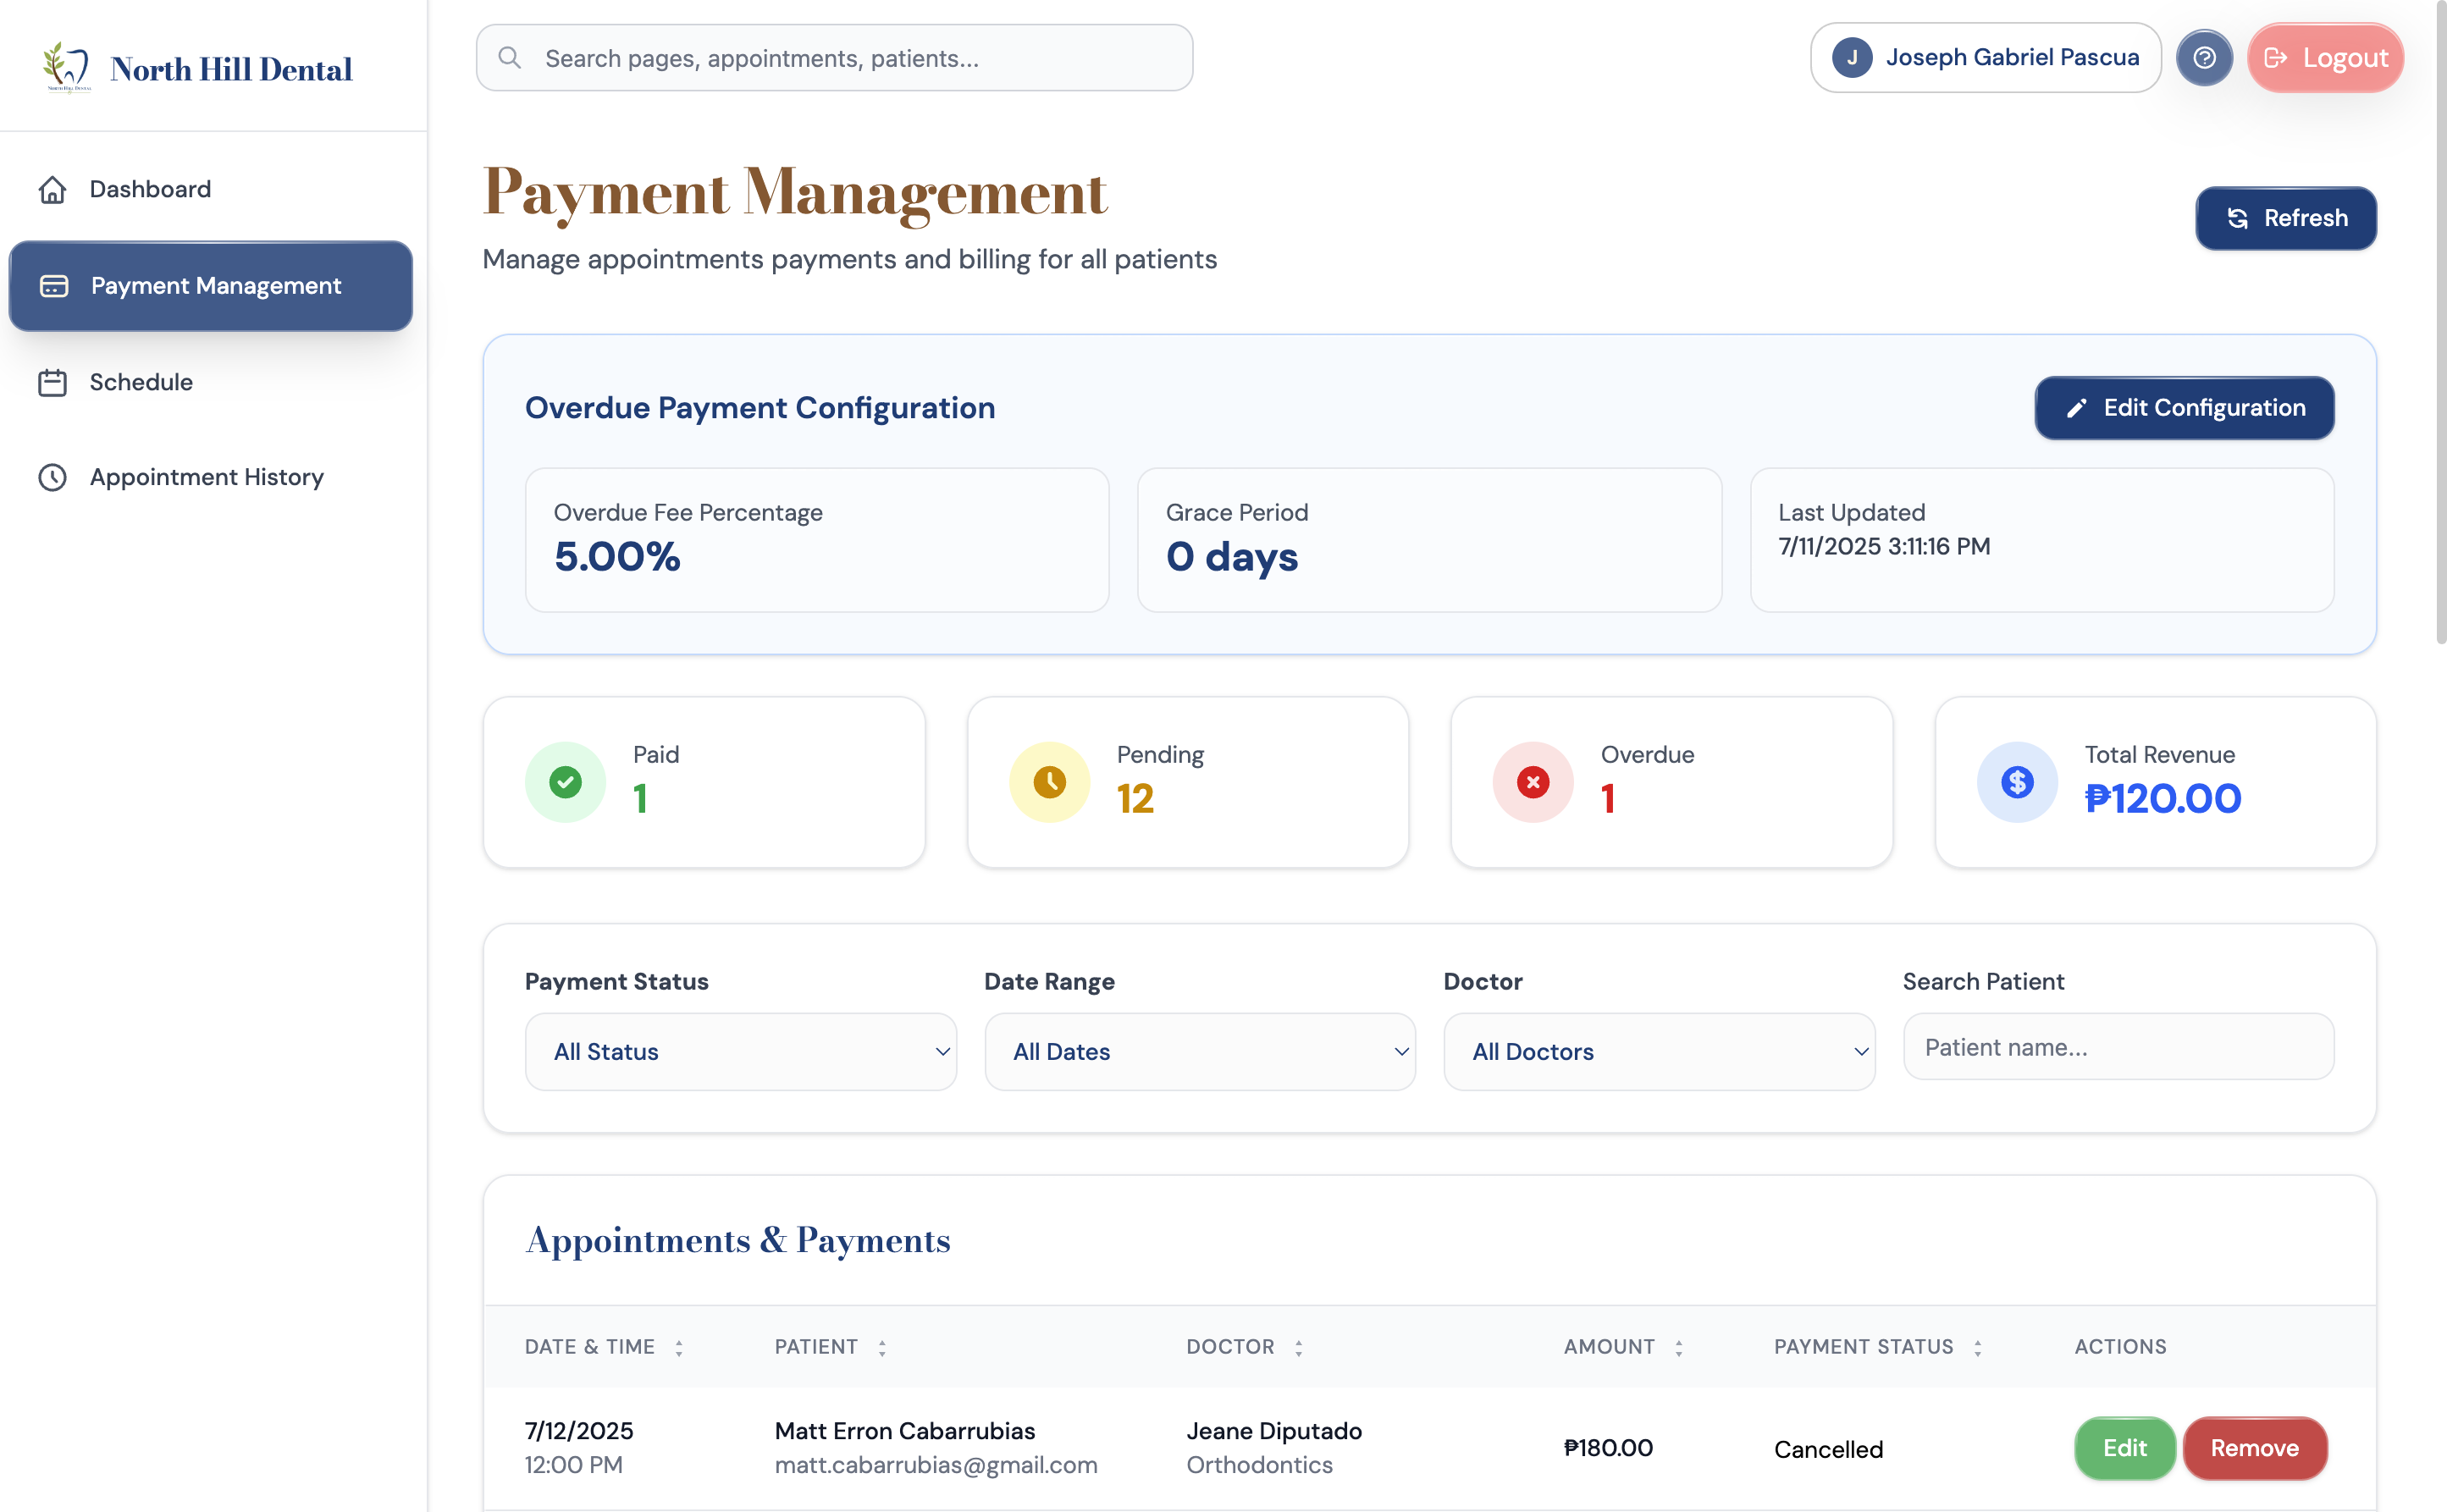 North Hill Dental
North Hill Dental
Search pages, appointments, patients...
J
Joseph Gabriel Pascua
Logout
Dashboard
Payment Management
Schedule
Appointment History
Payment Management
Manage appointments payments and billing for all patients
Refresh
Overdue Payment Configuration
Edit Configuration
Overdue Fee Percentage
5.00%
Grace Period
0 days
Last Updated
7/11/2025 3:11:16 PM
Paid
1
Pending
12
Overdue
1
Total Revenue
₱120.00
Payment Status
Date Range
Doctor
Search Patient
All Status
All Dates
All Doctors
Patient name...
Appointments & Payments
DATE & TIME
PATIENT
DOCTOR
AMOUNT
PAYMENT STATUS
ACTIONS
7/12/2025
12:00 PM
Matt Erron Cabarrubias
matt.cabarrubias@gmail.com
Jeane Diputado
Orthodontics
₱180.00
Cancelled
Edit
Remove